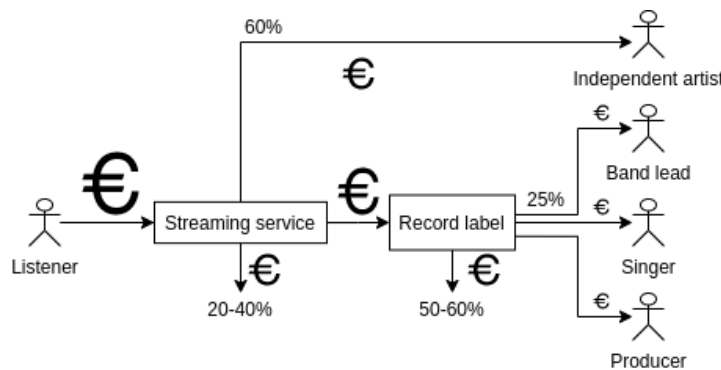 60%
€
Independent artist
€
Band lead
€
€
25%
€
Streaming service
Record label
Listener
Singer
€
€
20-40%
50-60%
€
Producer